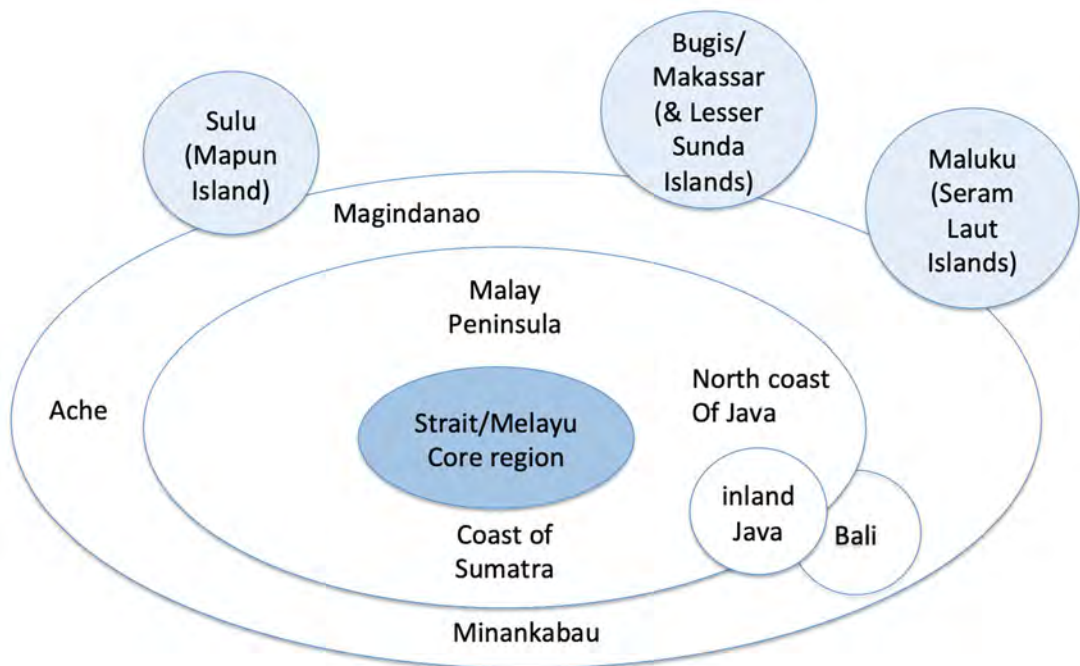 Bugis/
Makassar
(& Lesser
Sunda
Islands)
Sulu
(Mapun
Island)
Maluku
(Seram
Laut
Islands)
Magindanao
Malay
Peninsula
North coast
Of Java
Ache
Strait/Melayu
Core region
inland
Java
Bali
Coast of
Sumatra
Minankabau